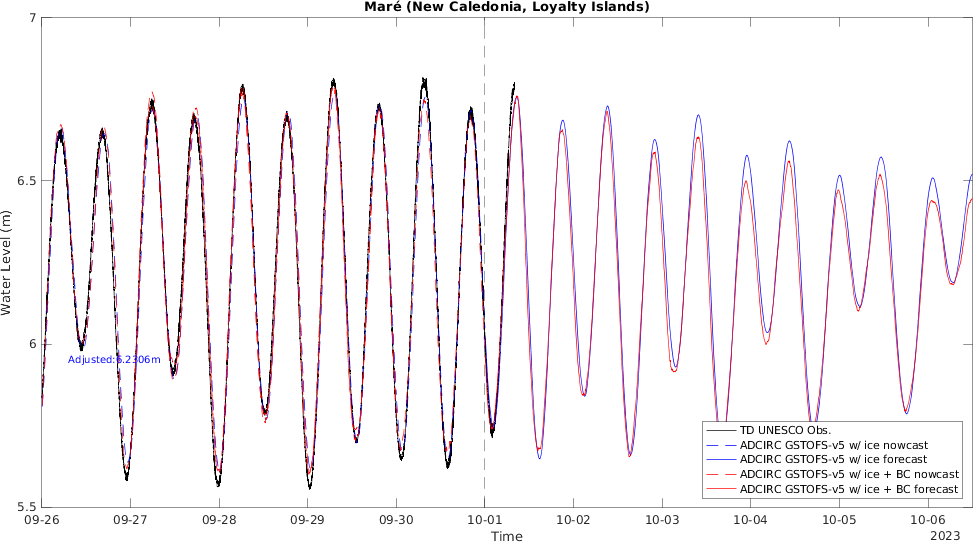 Maré (New Caledonia, Loyalty Islands)
7
6.5
6
5.5
Water Level (m)
Adjusted:6.2306m
TD UNESCO Obs.
ADCIRC GSTOFS-v5 w/ ice nowcast
ADCIRC GSTOFS-v5 w/ ice forecast
ADCIRC GSTOFS-v5 w/ ice + BC nowcast
ADCIRC GSTOFS-v5 w/ ice + BC forecast
09-26 09-27 09-28 09-29 09-30 10-01 10-02 10-03 10-04 10-05 10-06
2023
Time